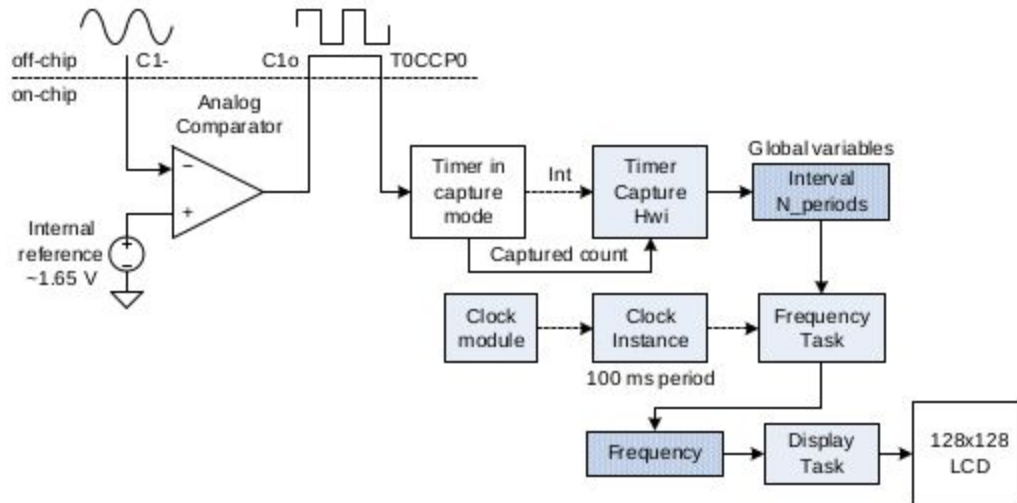 off-chip
C1-
C1o
T0CCP0
on-chip
Analog
Comparator
−
+
Internal
reference
~1.65 V
+
−
Timer in
capture
mode
Int
Timer
Capture
Hwi
Captured count
Global variables
Interval
N_periods
Clock
module
Clock
Instance
100 ms period
Frequency
Task
Frequency
Display
Task
128x128
LCD